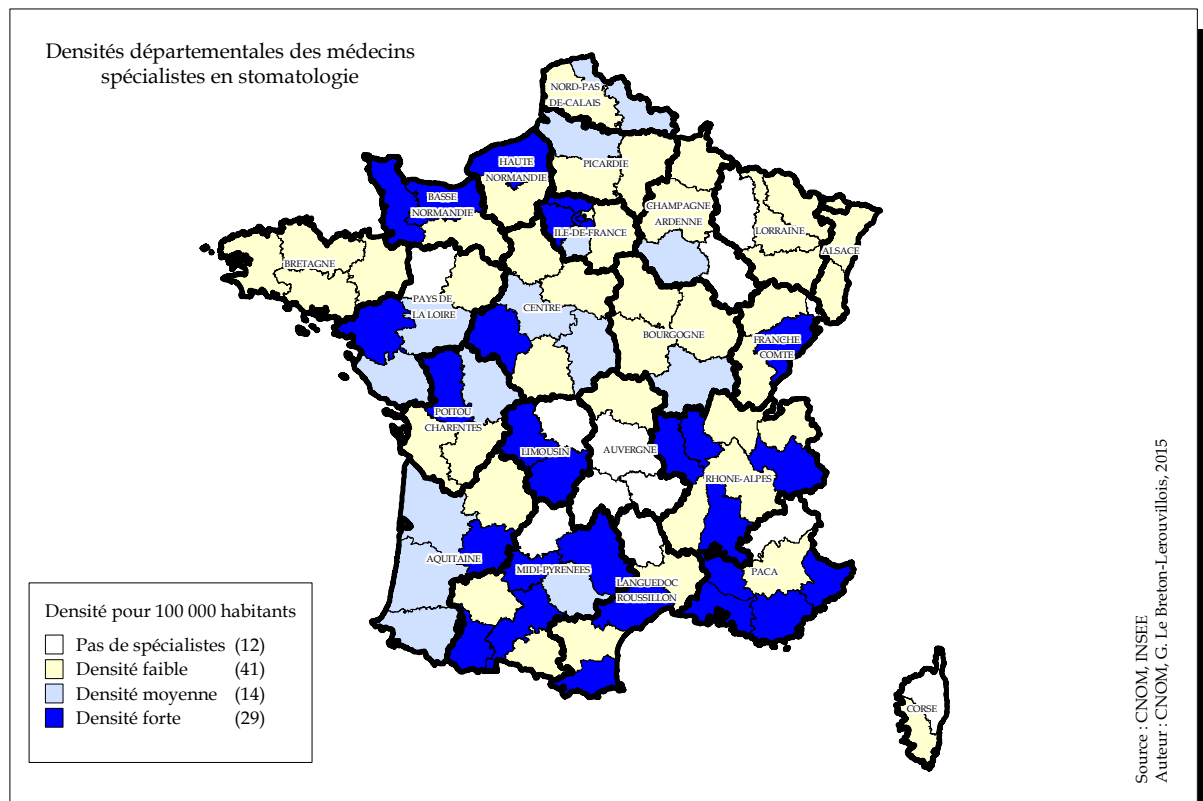 Densités départementales des médecins
spécialistes en stomatologie
NORD-PAS
DE-CALAIS
HAUTE
NORMANDIE
PICARDIE
BASSE
NORMANDIE
CHAMPAGNE
ARDENNE
ILE-DE-FRANCE
LORRAINE
ALSACE
BRETAGNE
PAYS DE
LA LOIRE
CENTRE
BOURGOGNE
FRANCHE
COMTE
POITOU
CHARENTES
LIMOUSIN
AUVERGNE
RHONE-ALPES
AQUITAINE
MIDI-PYRENEES
LANGUEDOC
ROUSSILLON
PACA
CORSE
Densité pour 100 000 habitants
Pas de spécialistes (12)
Densité faible (41)
Densité moyenne (14)
Densité forte (29)
Source : CNOM, INSEE
Auteur : CNOM, G. Le Breton-Lerouvillois, 2015